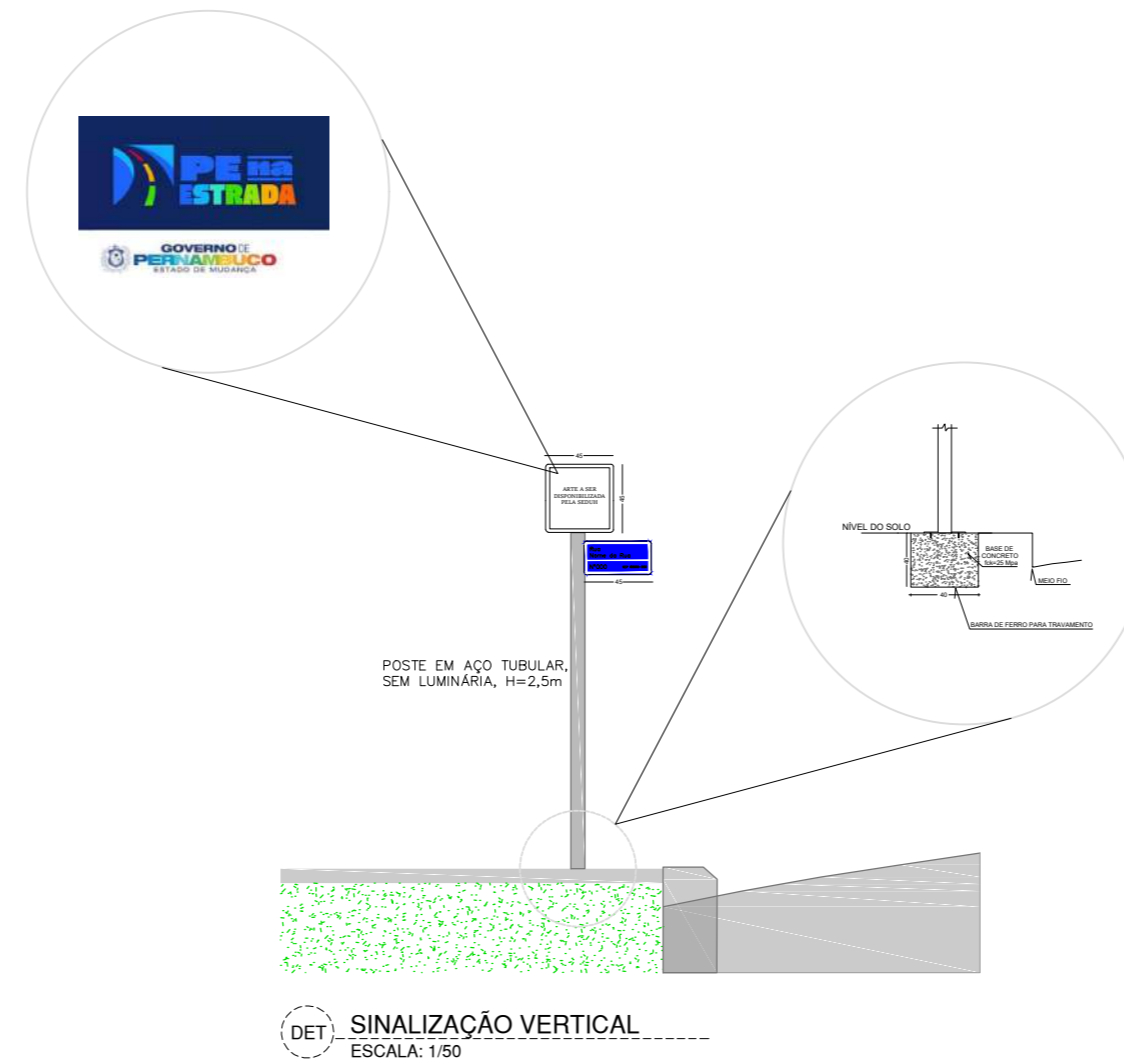 PE na
ESTRADA
GOVERNO DE
PERNAMBUCO
ESTADO DE MUDANÇA
45
ARTE A SER
DISPONIBILIZADA
PELA SEDUH
45
45
POSTE EM AÇO TUBULAR,
SEM LUMINÁRIA, H=2,5m
NÍVEL DO SOLO
BASE DE
CONCRETO
fck=25 Mpa
40
40
MEIO FIO
BARRA DE FERRO PARA TRAVAMENTO
DET
SINALIZAÇÃO VERTICAL
ESCALA: 1/50